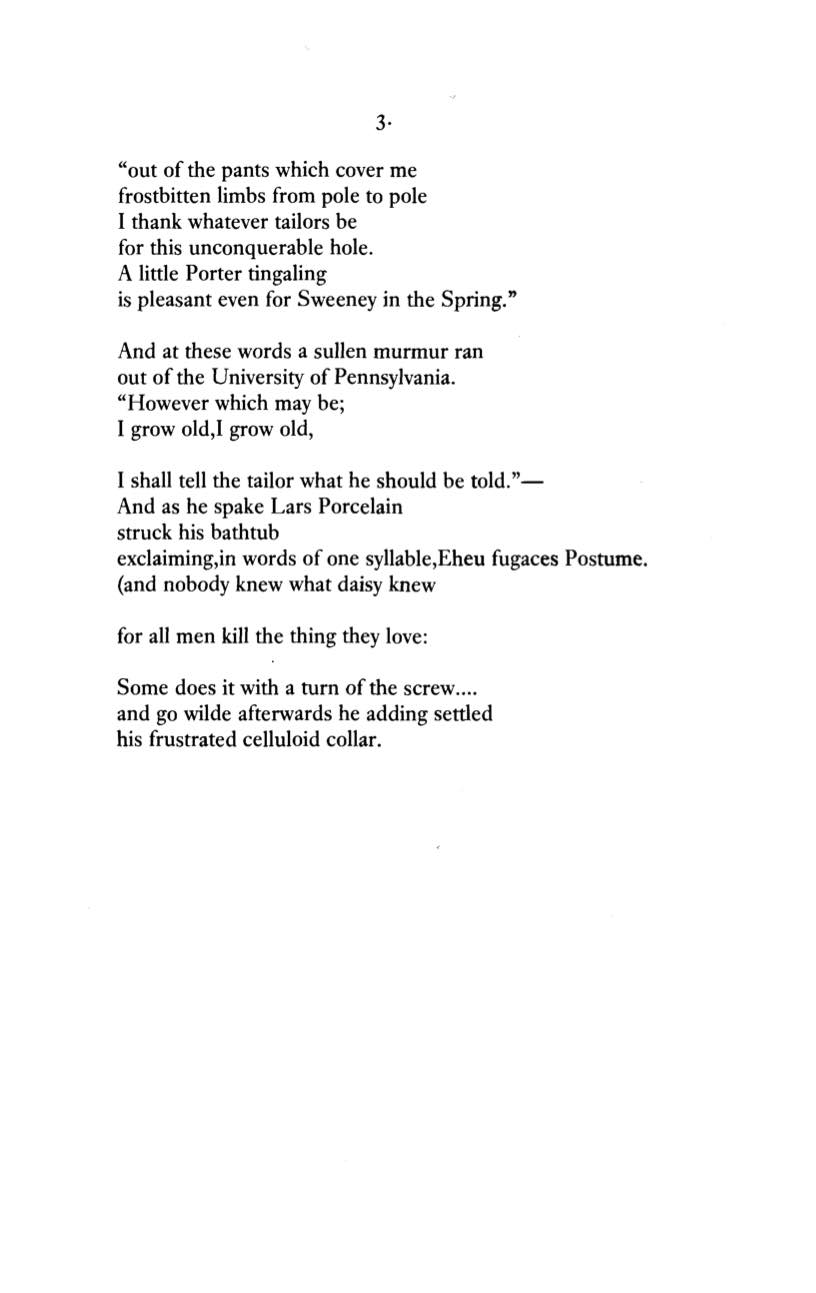 3.
“out of the pants which cover me
frostbitten limbs from pole to pole
I thank whatever tailors be
for this unconquerable hole.
A little Porter tingaling
is pleasant even for Sweeney in the Spring.”
And at these words a sullen murmur ran
out of the University of Pennsylvania.
“However which may be;
I grow old,I grow old,
I shall tell the tailor what he should be told.”—
And as he spake Lars Porcelain
struck his bathtub
exclaiming,in words of one syllable,Eheu fugaces Postume.
(and nobody knew what daisy knew
for all men kill the thing they love:
Some does it with a turn of the screw....
and go wilde afterwards he adding settled
his frustrated celluloid collar.